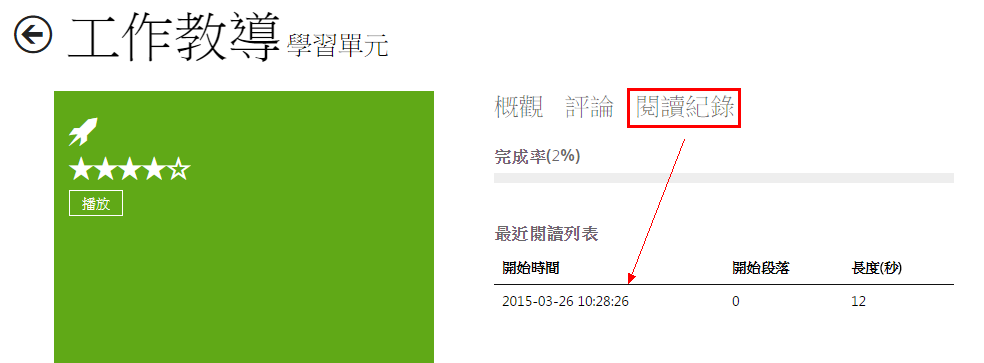 工作教導 學習單元
概觀 評論 閱讀紀錄
播放
完成率(2%)
最近閱讀列表
開始時間 開始段落 長度(秒)
2015-03-26 10:28:26 0 12